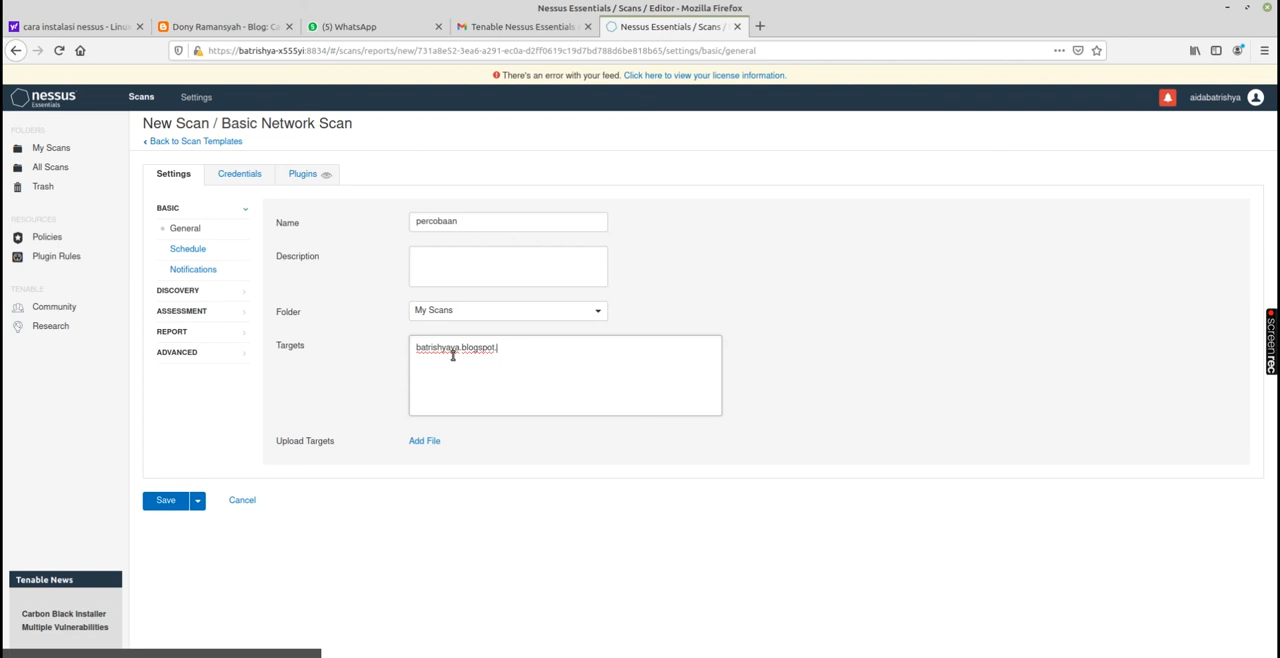 Nessus Essentials / Scans / Editor - Mozilla Firefox
cara instalasi nessus - Linu
Dony Ramansyah - Blog: Ca
(5) WhatsApp
Tenable Nessus Essentials
Nessus Essentials / Scans /
https://batrishya-x555yi:8834/#/scans/reports/new/731a8e52-3ea6-a291-ec0a-d2ff0619c19d7bd788d6be818b65/settings/basic/general
There's an error with your feed. Click here to view your license information.
nessus
Essentials
Scans
Settings
aidabatrishya
FOLDERS
My Scans
All Scans
Trash
RESOURCES
Policies
Plugin Rules
TENABLE
Community
Research
Tenable News
Carbon Black Installer
Multiple Vulnerabilities
New Scan / Basic Network Scan
‹ Back to Scan Templates
Settings
Credentials
Plugins
BASIC
General
Schedule
Notifications
DISCOVERY
ASSESSMENT
REPORT
ADVANCED
Name
percobaan
Description
Folder
My Scans
Targets
batrishyaya.blogspot.
Upload Targets
Add File
Save
Cancel
screenrec